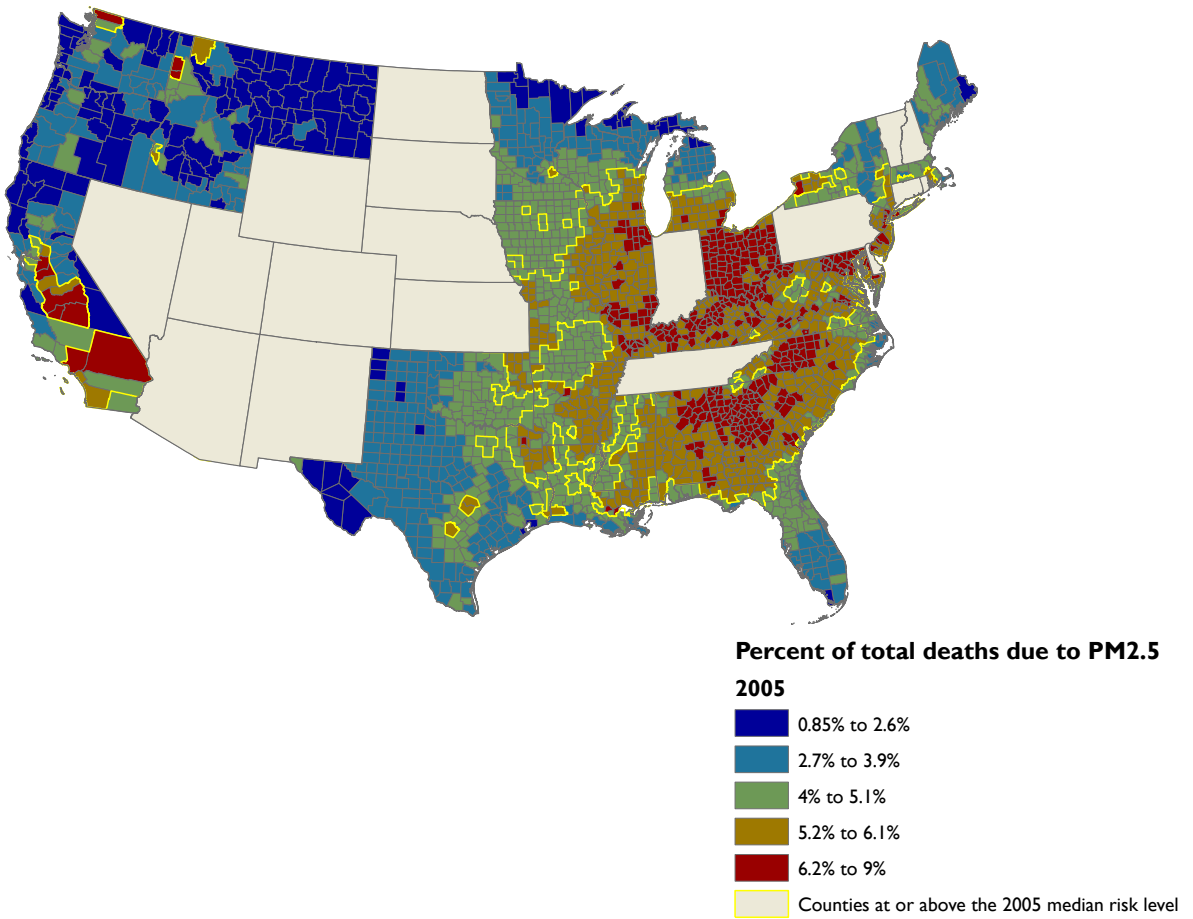 Percent of total deaths due to PM2.5
2005
0.85% to 2.6%
2.7% to 3.9%
4% to 5.1%
5.2% to 6.1%
6.2% to 9%
Counties at or above the 2005 median risk level